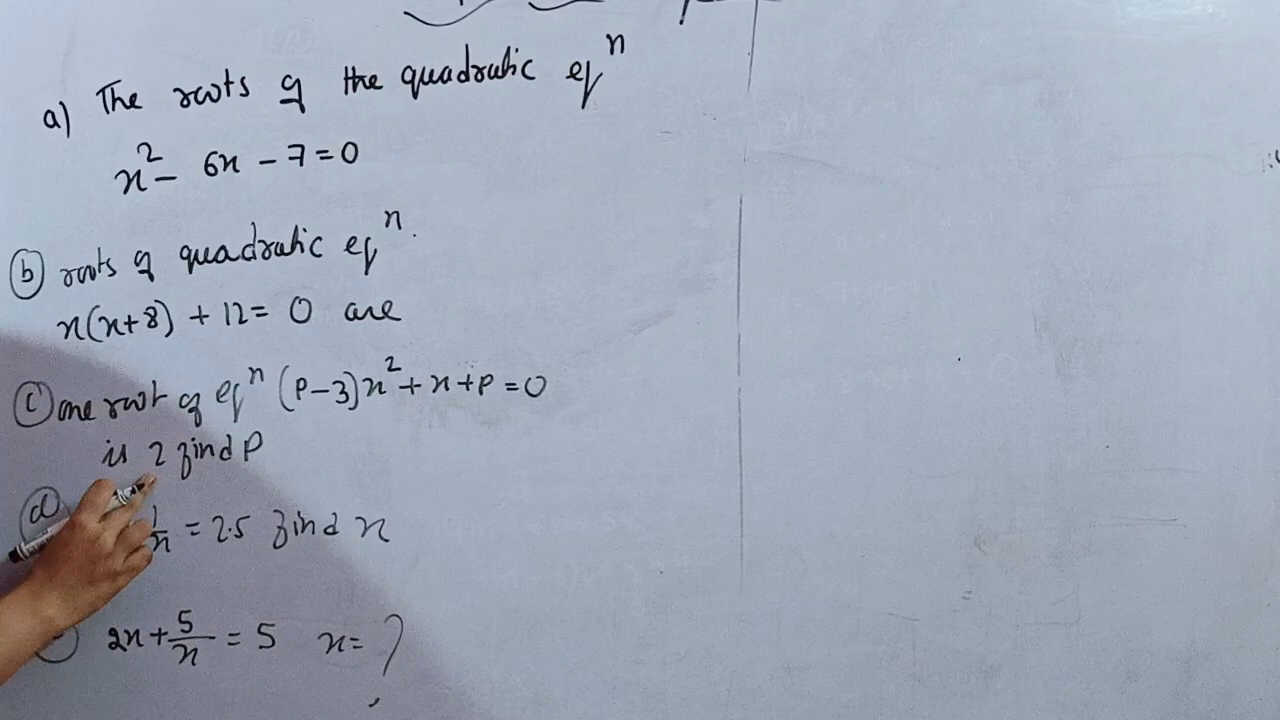 a) The roots of the quadratic eqⁿ
x² - 6x - 7 = 0
(b) roots of quadratic eqⁿ.
x(x+8) + 12 = 0 are
(c) one root of eqⁿ (P-3)x² + x + P = 0
is 2 find P
(d) 1/x = 2.5 find x
2x + 5/x = 5 x = ?